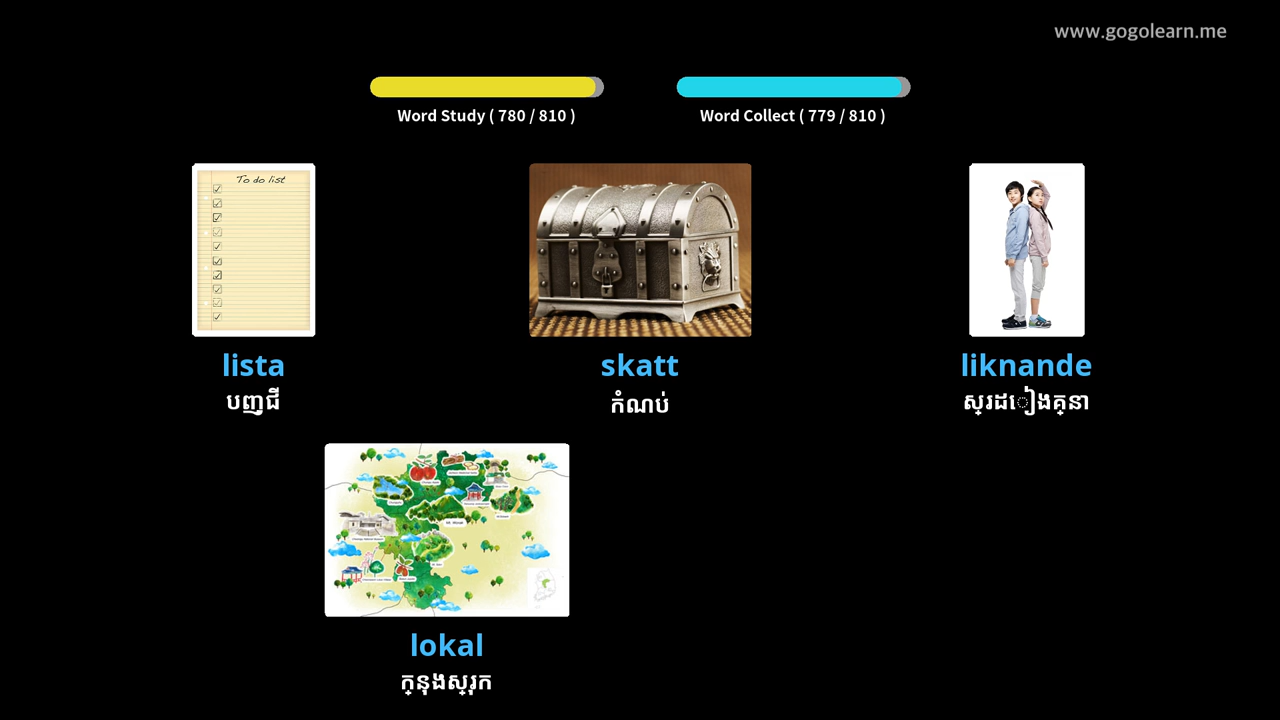 www.gogolearn.me
Word Study ( 780 / 810 )
Word Collect ( 779 / 810 )
To do list
lista
បញ្ជី
skatt
កំណប់
liknande
ស្រដៀងគ្នា
lokal
ក្នុងស្រុក